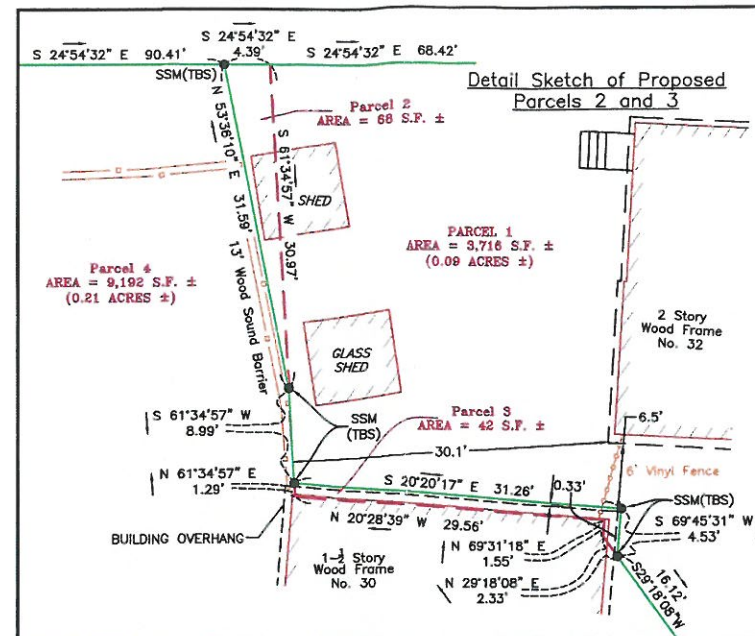 S 24°54'32" E
S 24°54'32" E 90.41'
4.39'
S 24°54'32" E 68.42'
SSM(TBS)
Detail Sketch of Proposed
Parcels 2 and 3
Parcel 2
AREA = 68 S.F. ±
N 53°36'10" E 31.59'
S 61°34'57" W 30.97'
SHED
PARCEL 1
AREA = 3,716 S.F. ±
(0.09 ACRES ±)
Parcel 4
AREA = 9,192 S.F. ±
(0.21 ACRES ±)
13' Wood Sound Barrier
2 Story
Wood Frame
No. 32
GLASS
SHED
S 61°34'57" W
8.99'
SSM
(TBS)
Parcel 3
AREA = 42 S.F. ±
6.5'
30.1'
6' Vinyl Fence
N 61°34'57" E
1.29'
S 20°20'17" E 31.26'
0.33'
SSM(TBS)
S 69°45'31" W
4.53'
N 20°28'39" W 29.56'
BUILDING OVERHANG
1-1/2 Story
Wood Frame
No. 30
N 69°31'18" E
1.55'
N 29°18'08" E
2.33'
16.12'
S29°18'08"W